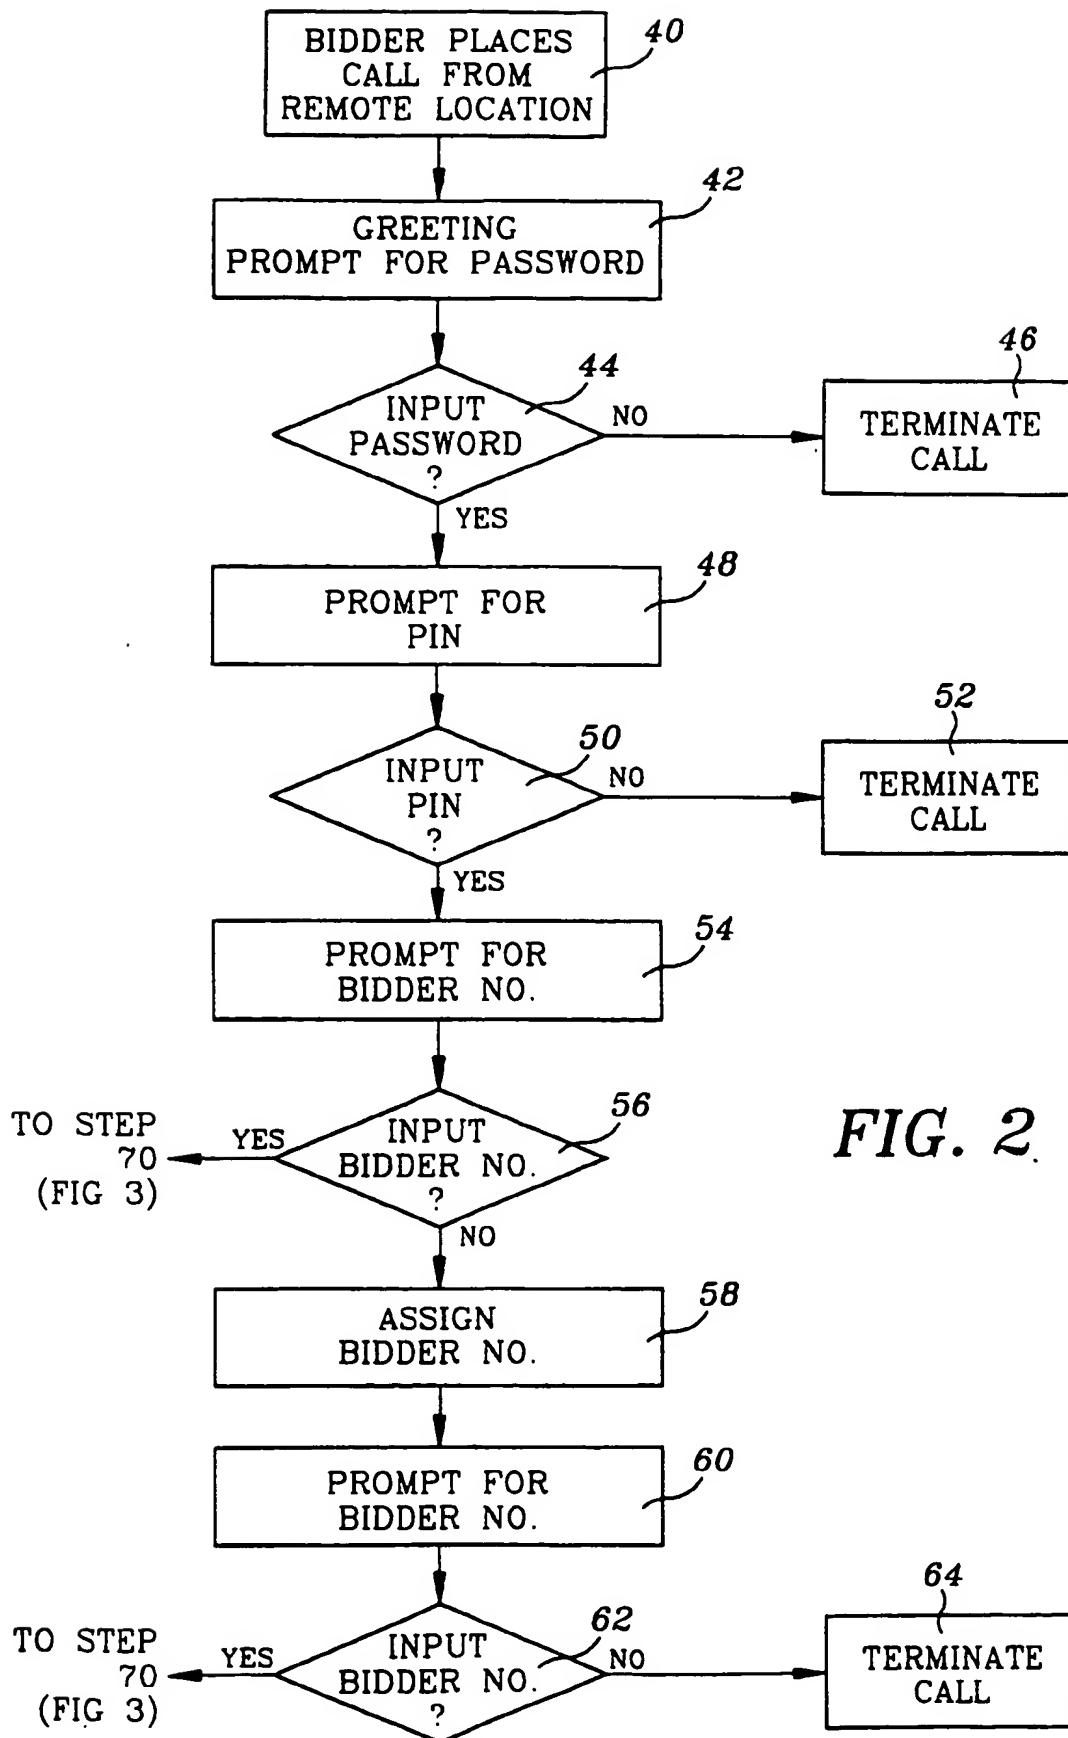 BIDDER PLACES
CALL FROM
REMOTE LOCATION
40
GREETING
PROMPT FOR PASSWORD
42
INPUT
PASSWORD
?
44
NO
YES
TERMINATE
CALL
46
PROMPT FOR
PIN
48
INPUT
PIN
?
50
NO
YES
TERMINATE
CALL
52
PROMPT FOR
BIDDER NO.
54
INPUT
BIDDER NO.
?
56
YES
TO STEP
70
(FIG 3)
NO
FIG. 2
ASSIGN
BIDDER NO.
58
PROMPT FOR
BIDDER NO.
60
INPUT
BIDDER NO.
?
62
YES
TO STEP
70
(FIG 3)
NO
TERMINATE
CALL
64